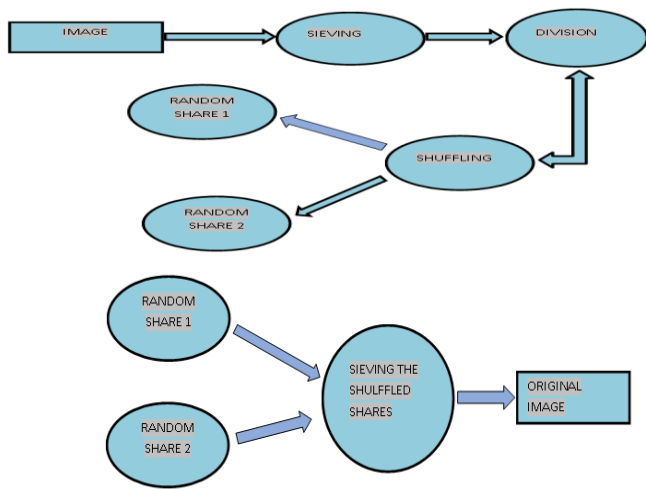 IMAGE
SIEVING
DIVISION
RANDOM
SHARE 1
SHUFFLING
RANDOM
SHARE 2
RANDOM
SHARE 1
SIEVING THE
SHULFFLED
SHARES
ORIGINAL
IMAGE
RANDOM
SHARE 2